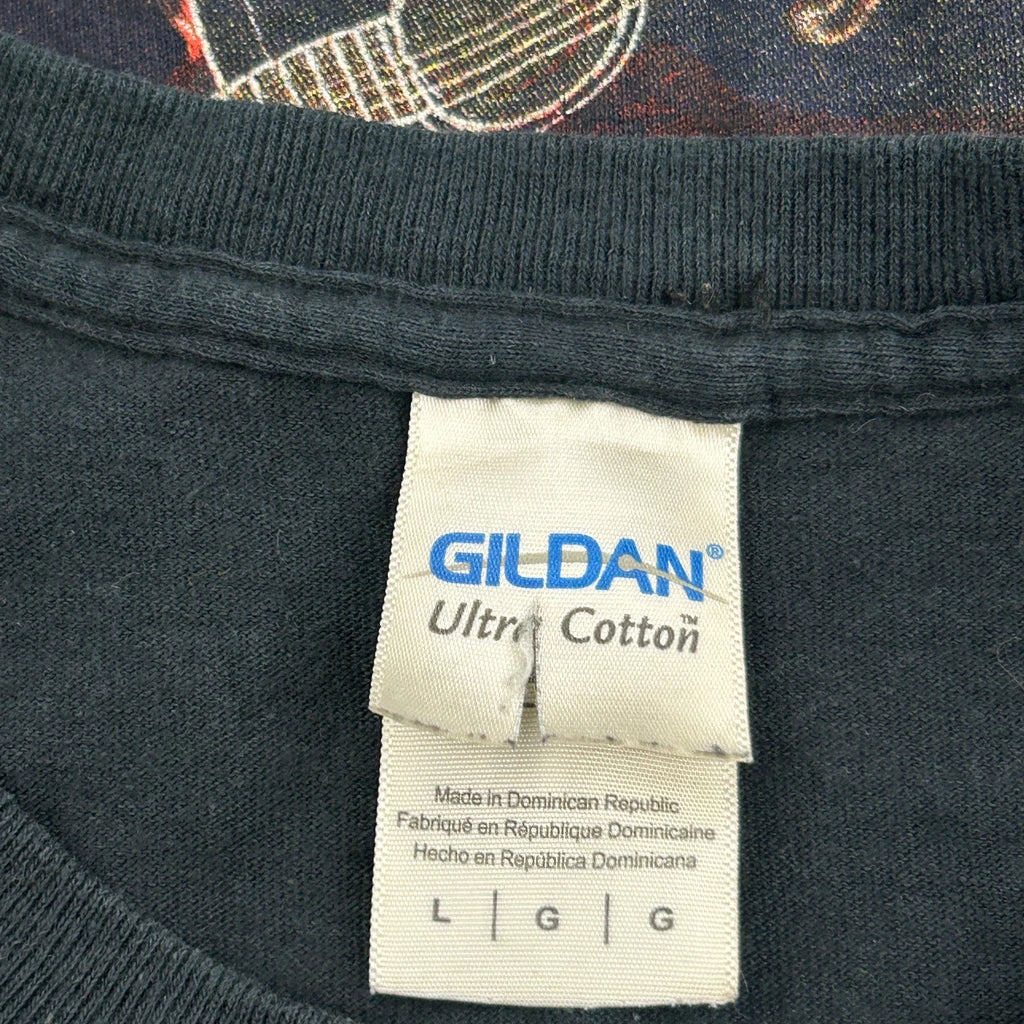 GILDAN®
Ultra Cotton™
Made in Dominican Republic
Fabriqué en République Dominicaine
Hecho en República Dominicana
L | G | G